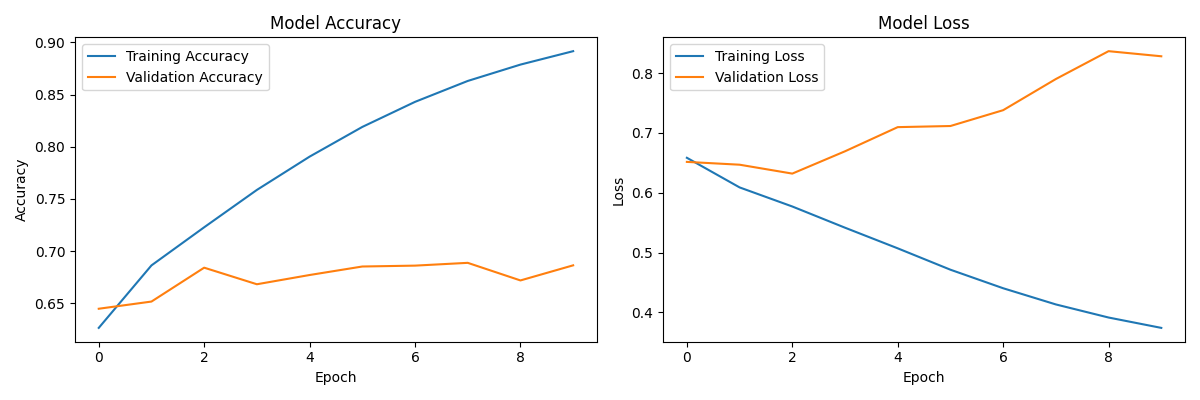 Model Accuracy
Training Accuracy
Validation Accuracy
Accuracy
0.90
0.85
0.80
0.75
0.70
0.65
0 2 4 6 8
Epoch
Model Loss
Training Loss
Validation Loss
Loss
0.8
0.7
0.6
0.5
0.4
0 2 4 6 8
Epoch